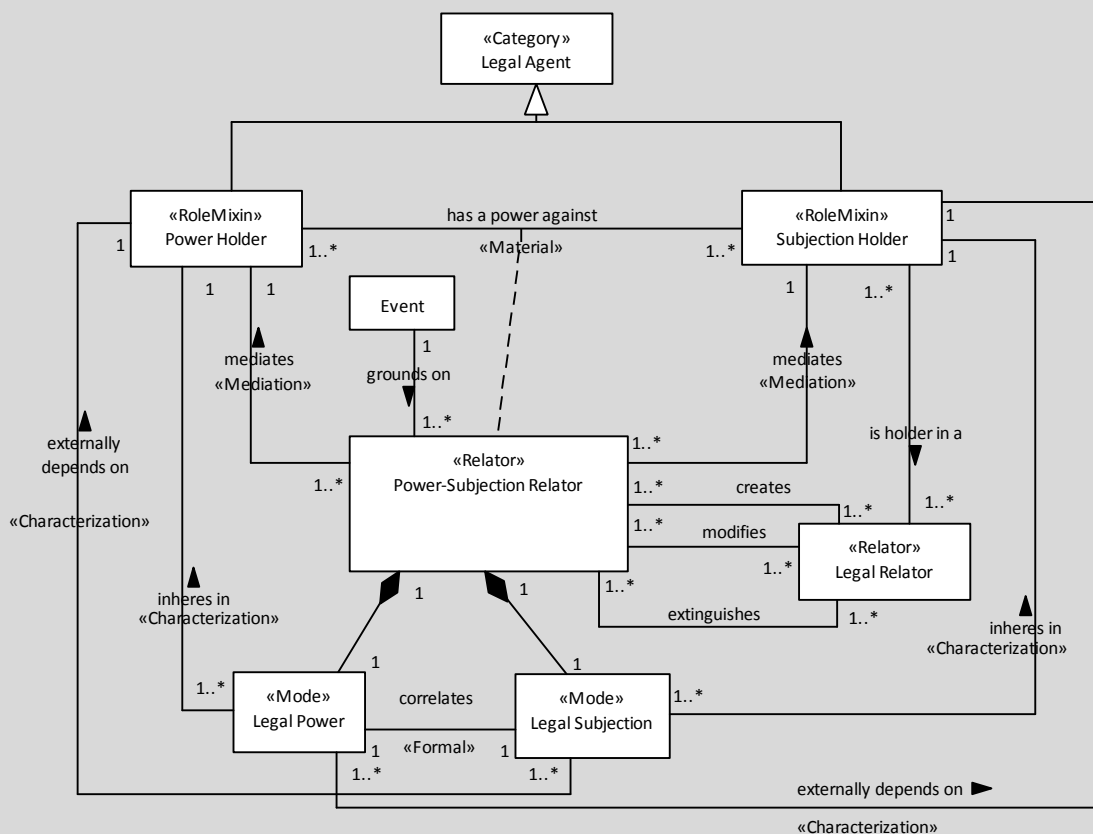 «Category»
Legal Agent
«RoleMixin»
Power Holder
has a power against
«Material»
«RoleMixin»
Subjection Holder
1
1..*
1..*
1
1
1
1
1
1..*
Event
1
grounds on
1..*
mediates
«Mediation»
mediates
«Mediation»
externally
depends on
«Characterization»
is holder in a
«Relator»
Power-Subjection Relator
1..*
1..*
1..*
creates
1..*
1..*
1..*
modifies
1..*
«Relator»
Legal Relator
1..*
extinguishes
1..*
inheres in
«Characterization»
inheres in
«Characterization»
1
1
1
1
1..*
«Mode»
Legal Power
correlates
«Formal»
1
1
«Mode»
Legal Subjection
1..*
1..*
1..*
externally depends on
«Characterization»